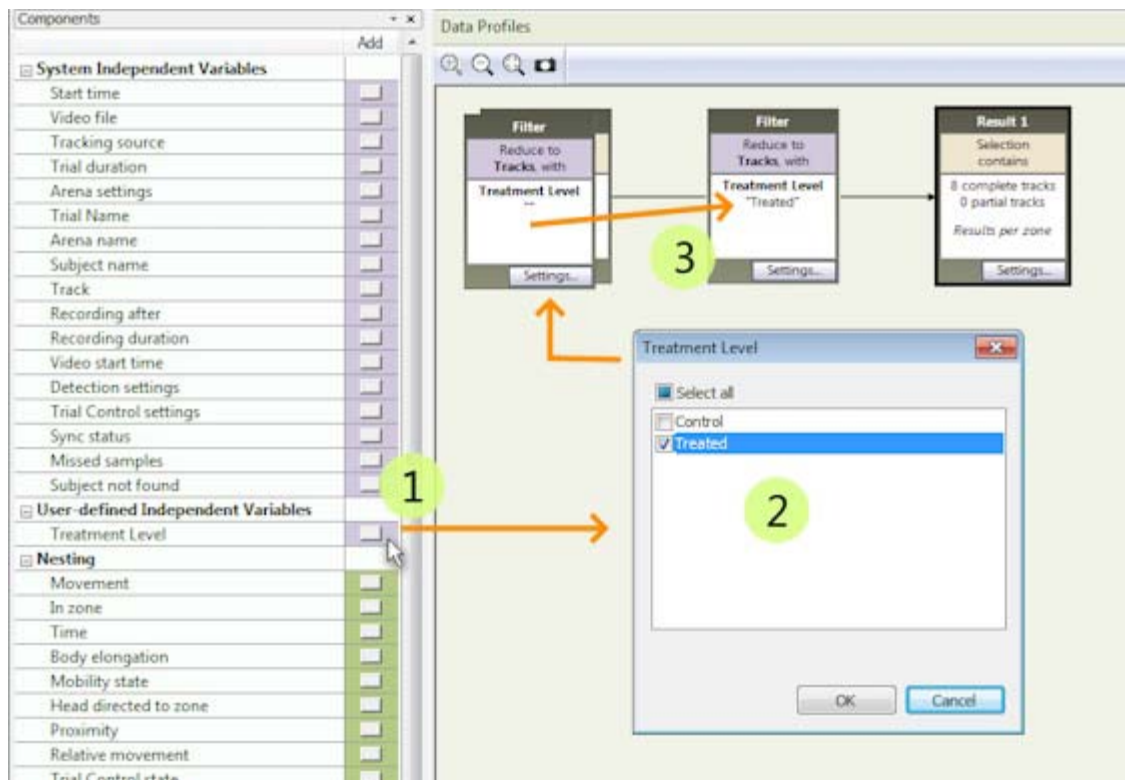 Components
Add
System Independent Variables
Start time
Video file
Tracking source
Trial duration
Arena settings
Trial Name
Arena name
Subject name
Track
Recording after
Recording duration
Video start time
Detection settings
Trial Control settings
Sync status
Missed samples
Subject not found
User-defined Independent Variables
Treatment Level
Nesting
Movement
In zone
Time
Body elongation
Mobility state
Head directed to zone
Proximity
Relative movement
Trial Control state
Data Profiles
Filter
Reduce to
Tracks, with
Treatment Level
""
Settings...
Filter
Reduce to
Tracks, with
Treatment Level
"Treated"
Settings...
Result 1
Selection
contains
8 complete tracks
0 partial tracks
Results per zone
Settings...
1
2
3
Treatment Level
Select all
Control
Treated
OK
Cancel